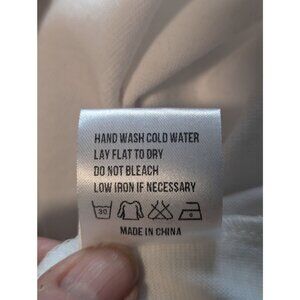 HAND WASH COLD WATER
LAY FLAT TO DRY
DO NOT BLEACH
LOW IRON IF NECESSARY
30
MADE IN CHINA